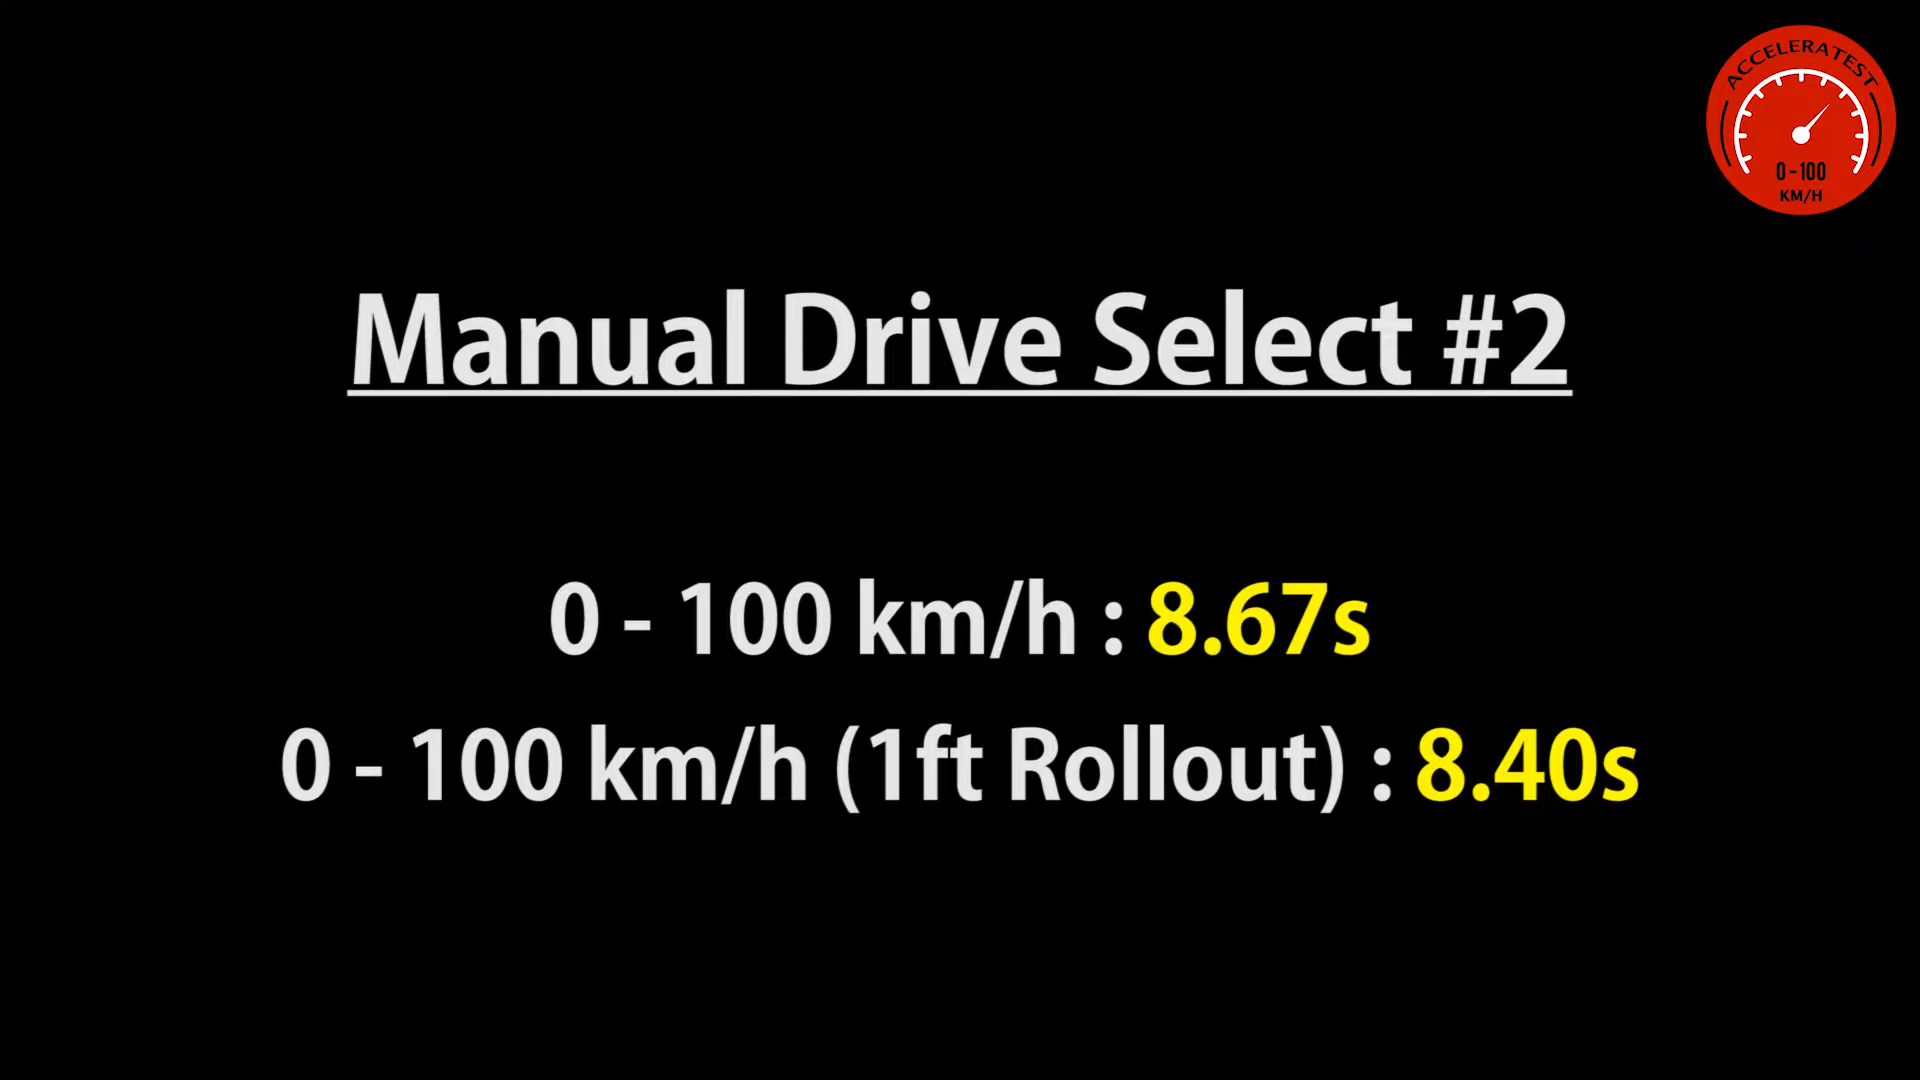 ACCELERATEST
0-100
KM/H
Manual Drive Select #2
0 - 100 km/h : 8.67s
0 - 100 km/h (1ft Rollout) : 8.40s